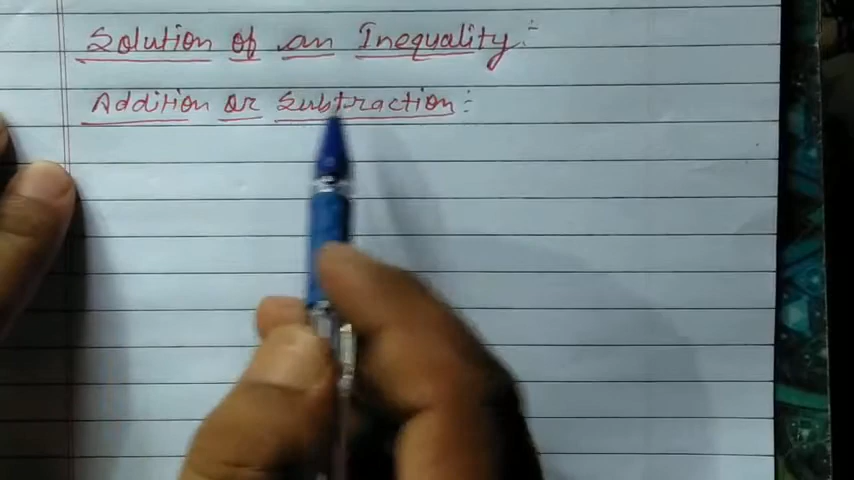 Solution of an Inequality:-
Addition or Subtraction: